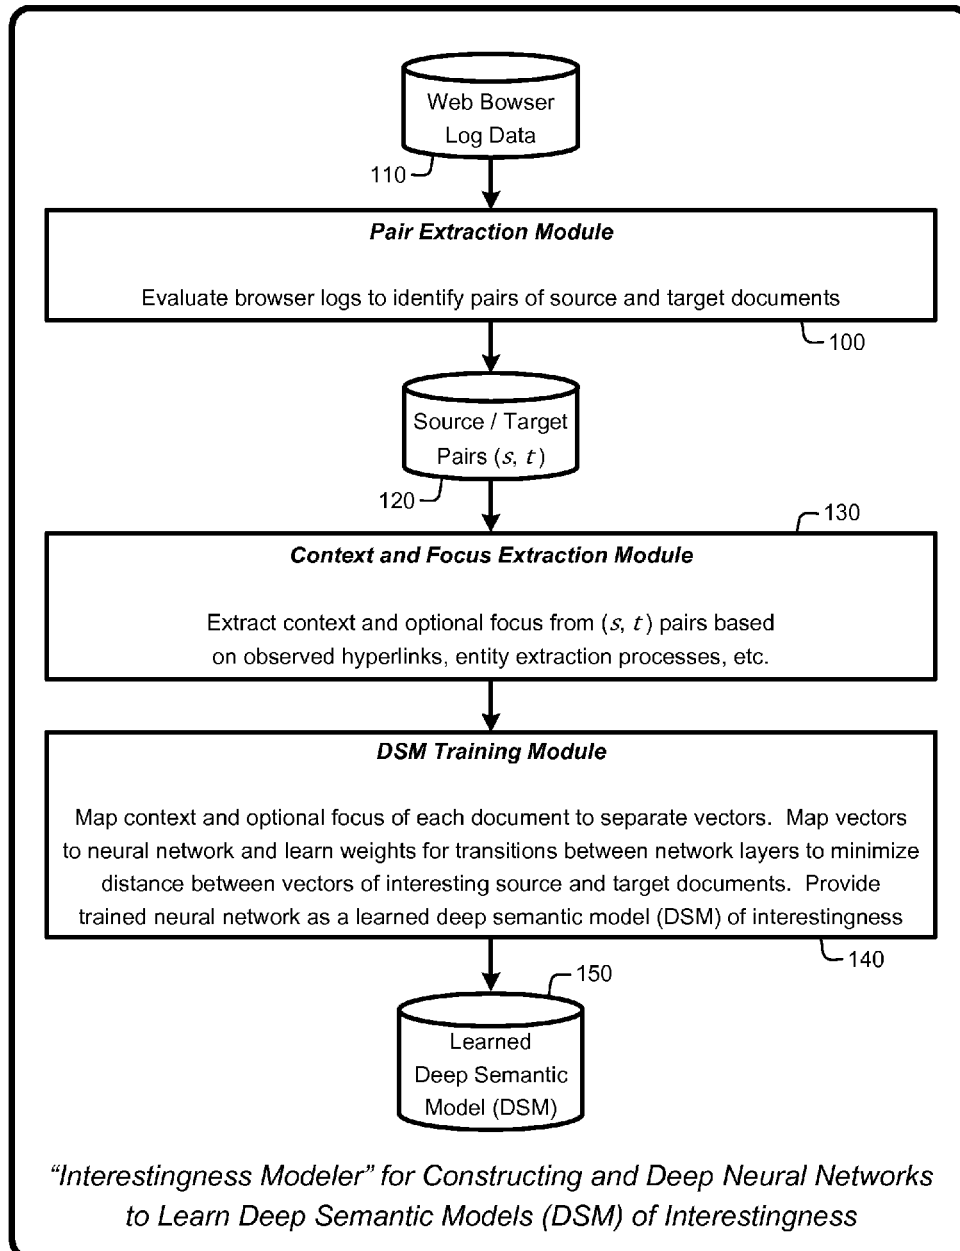 Web Bowser
Log Data
110
Pair Extraction Module
Evaluate browser logs to identify pairs of source and target documents
100
Source / Target
Pairs (s, t)
120
130
Context and Focus Extraction Module
Extract context and optional focus from (s, t) pairs based
on observed hyperlinks, entity extraction processes, etc.
DSM Training Module
Map context and optional focus of each document to separate vectors. Map vectors
to neural network and learn weights for transitions between network layers to minimize
distance between vectors of interesting source and target documents. Provide
trained neural network as a learned deep semantic model (DSM) of interestingness
140
150
Learned
Deep Semantic
Model (DSM)
“Interestingness Modeler” for Constructing and Deep Neural Networks
to Learn Deep Semantic Models (DSM) of Interestingness